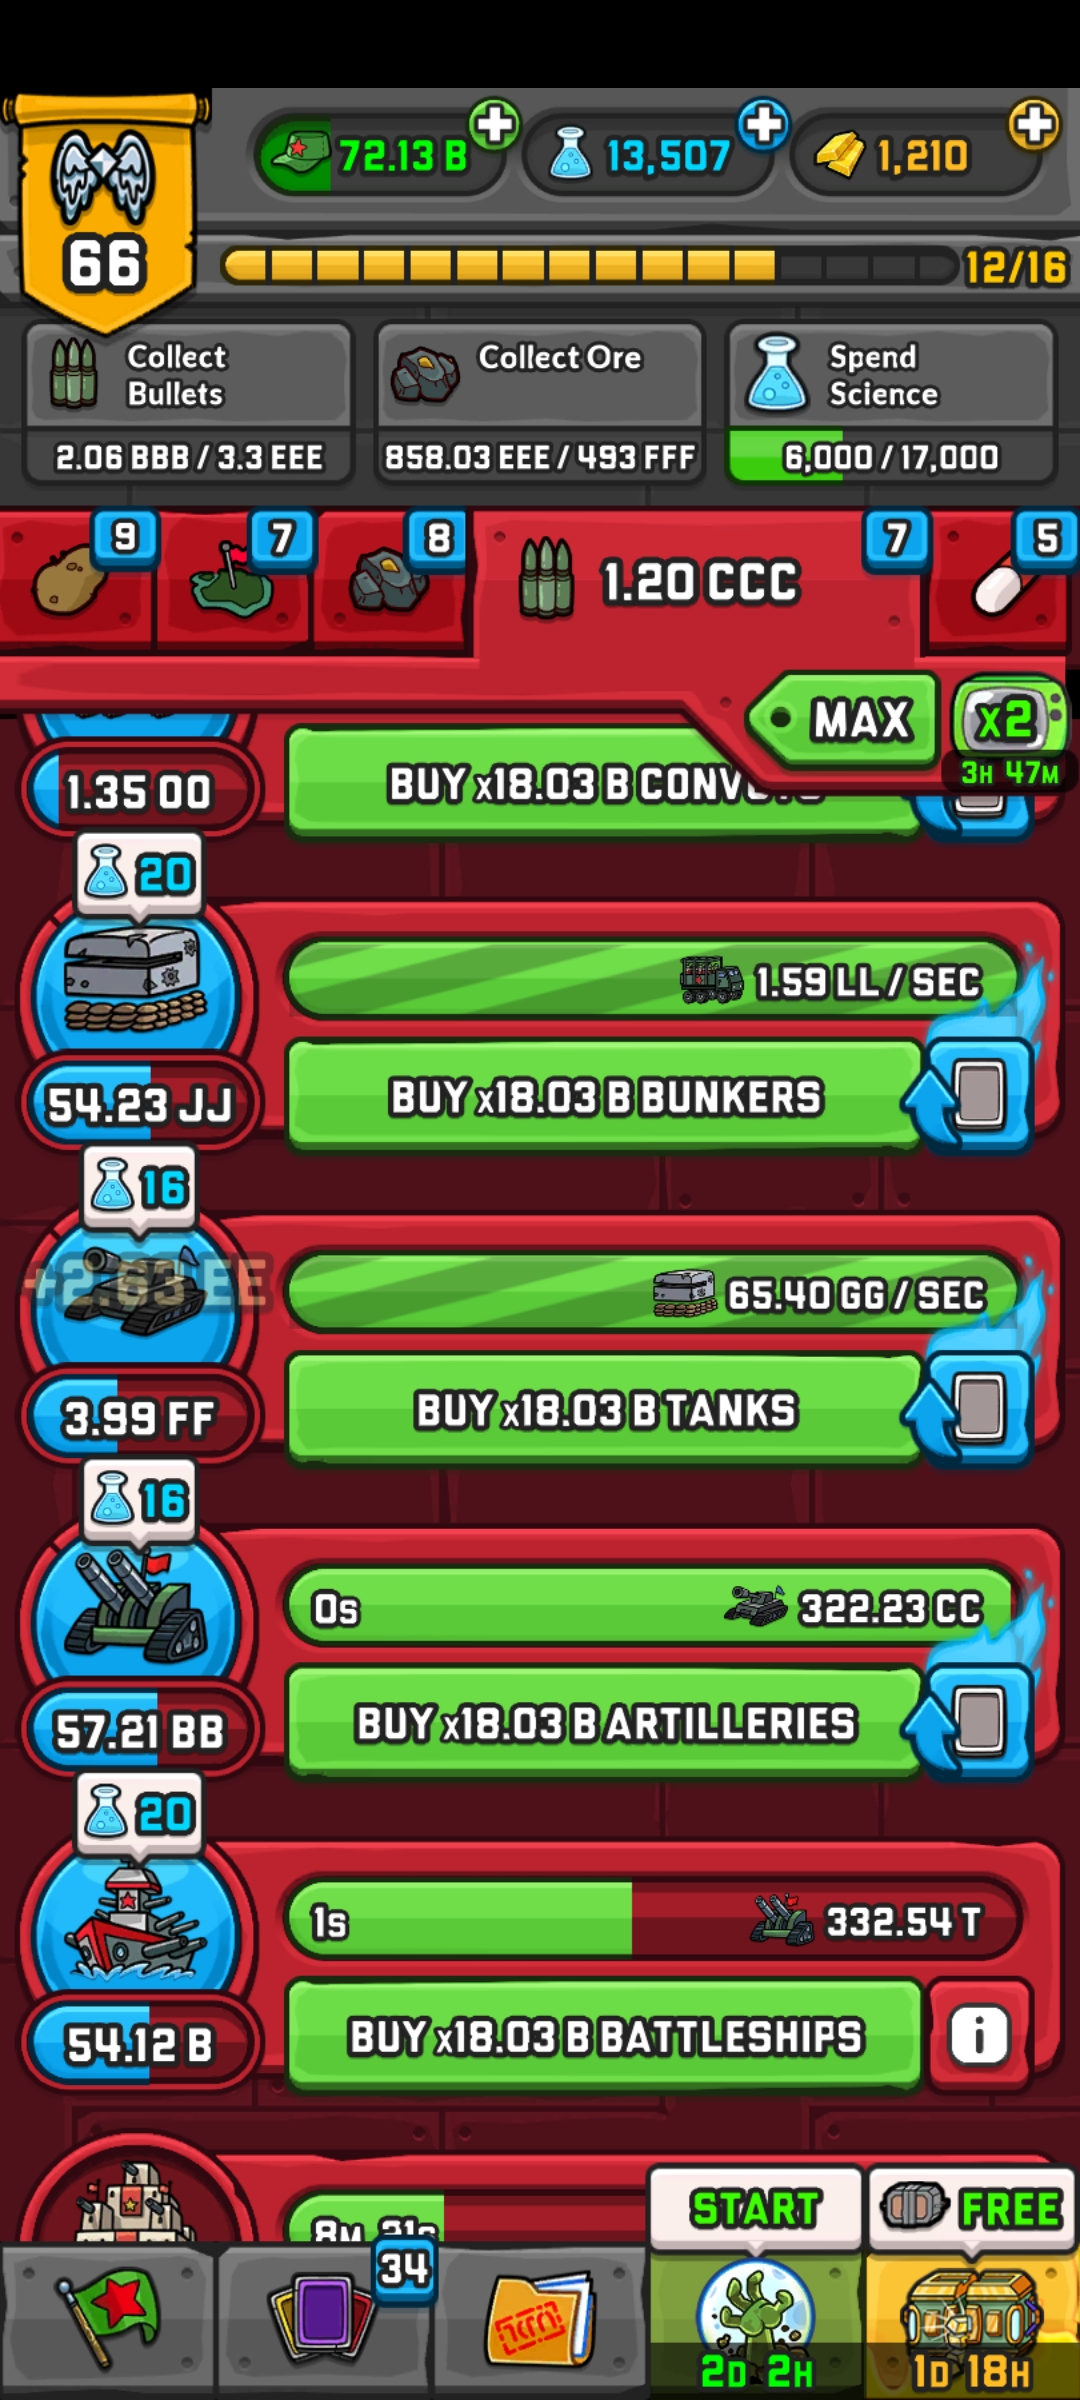 72.13 B
13,507
1,210
66
12/16
Collect
Bullets
2.06 BBB / 3.3 EEE
Collect Ore
858.03 EEE / 493 FFF
Spend
Science
6,000 / 17,000
9
7
8
1.20 CCC
7
5
MAX
x2
3H 47M
1.35 OO
BUY x18.03 B
20
1.59 LL / SEC
54.23 JJ
BUY x18.03 B BUNKERS
16
+2.63 EE
65.40 GG / SEC
3.99 FF
BUY x18.03 B TANKS
16
0s
322.23 CC
57.21 BB
BUY x18.03 B ARTILLERIES
20
1s
332.54 T
54.12 B
BUY x18.03 B BATTLESHIPS
i
8M 31s
START
FREE
34
2D 2H
1D 18H